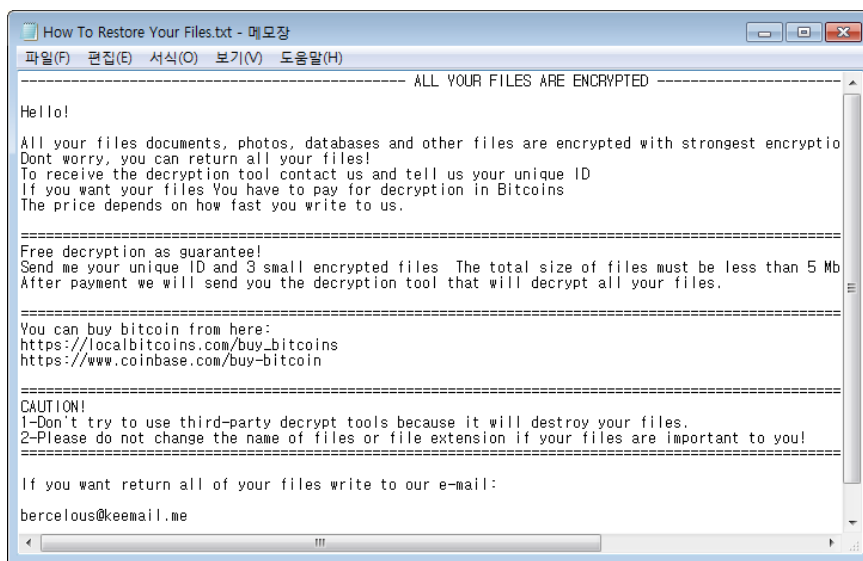 How To Restore Your Files.txt - 메모장
파일(F) 편집(E) 서식(O) 보기(V) 도움말(H)
---------------------------------------- ALL YOUR FILES ARE ENCRYPTED -------------------
Hello!
All your files documents, photos, databases and other files are encrypted with strongest encryptio
Dont worry, you can return all your files!
To receive the decryption tool contact us and tell us your unique ID
If you want your files You have to pay for decryption in Bitcoins
The price depends on how fast you write to us.
==========================================================================================
Free decryption as guarantee!
Send me your unique ID and 3 small encrypted files  The total size of files must be less than 5 Mb
After payment we will send you the decryption tool that will decrypt all your files.
==========================================================================================
You can buy bitcoin from here:
https://localbitcoins.com/buy_bitcoins
https://www.coinbase.com/buy-bitcoin
==========================================================================================
CAUTION!
1-Don't try to use third-party decrypt tools because it will destroy your files.
2-Please do not change the name of files or file extension if your files are important to you!
==========================================================================================
If you want return all of your files write to our e-mail:
bercelous@keemail.me